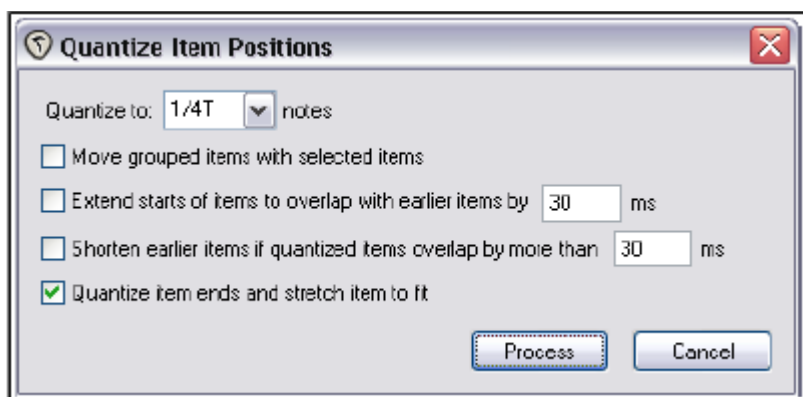 Quantize Item Positions
Quantize to: 1/4T notes
Move grouped items with selected items
Extend starts of items to overlap with earlier items by 30 ms
Shorten earlier items if quantized items overlap by more than 30 ms
Quantize item ends and stretch item to fit
Process Cancel